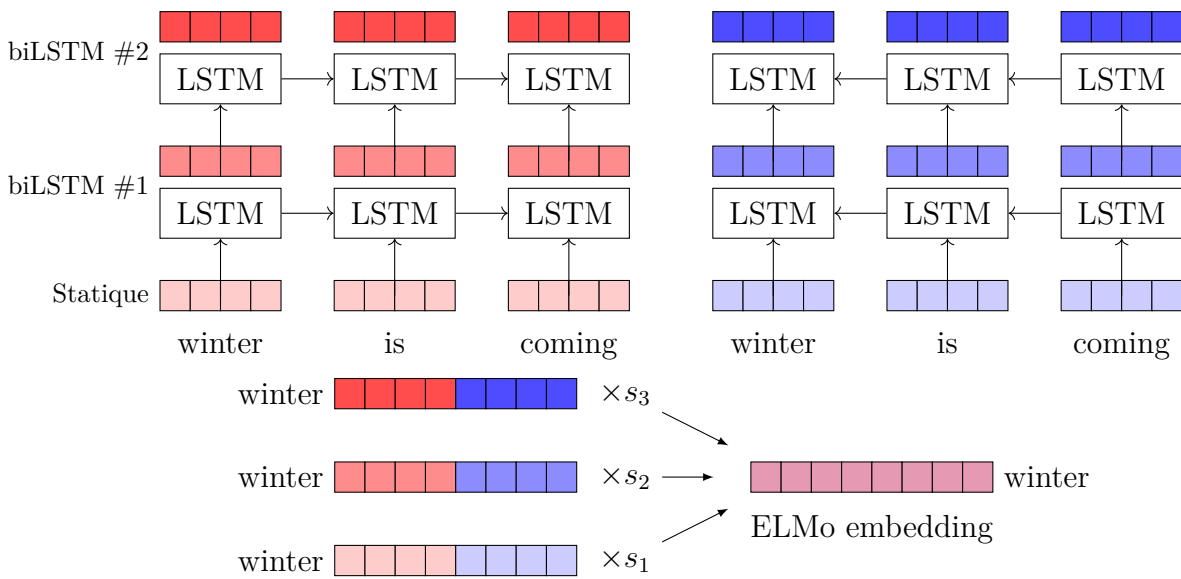 biLSTM #2
LSTM LSTM LSTM LSTM LSTM LSTM
biLSTM #1
LSTM LSTM LSTM LSTM LSTM LSTM
Statique
winter is coming winter is coming
winter ×s₃
winter ×s₂ winter
ELMo embedding
winter ×s₁